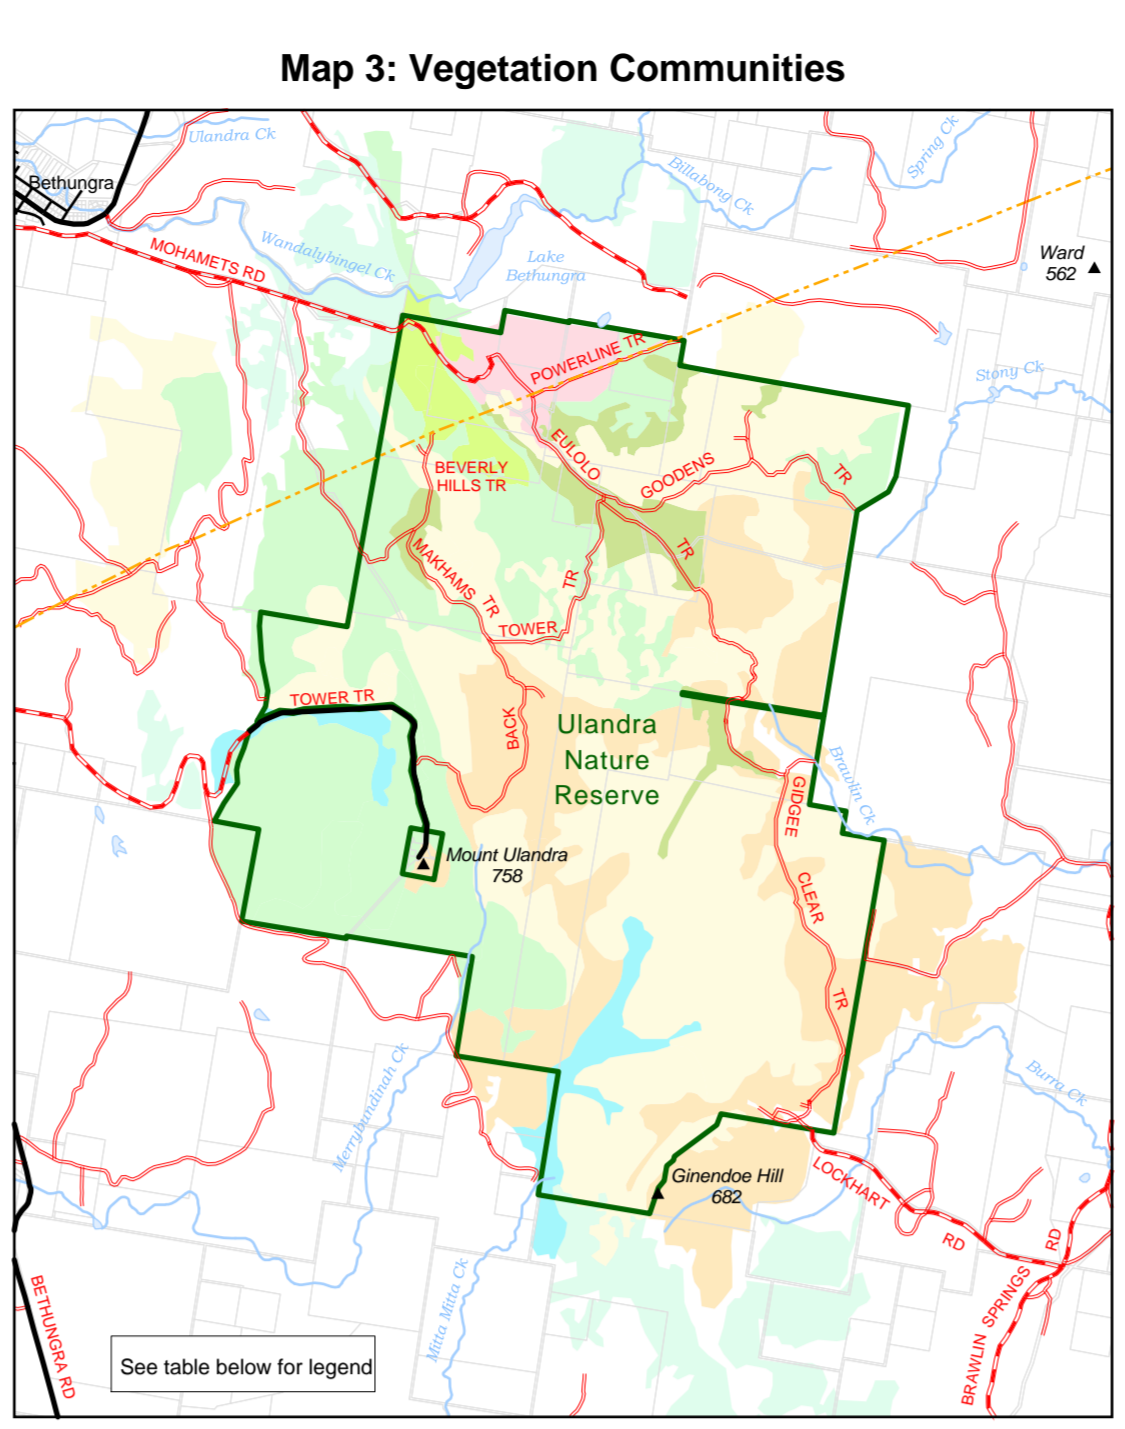 Map 3: Vegetation Communities
Ulandra Ck
Spring Ck
Billabong Ck
Bethungra
MOHAMETS RD
Wandalybingel Ck
Lake
Bethungra
Ward
562
POWERLINE TR
Stony Ck
EULOLO
TR
BEVERLY
HILLS TR
GOODENS
TR
MAKHAMS
TR
TOWER
TR
TOWER TR
BACK
Ulandra
Nature
Reserve
Brawlin Ck
GIDGEE
CLEAR
TR
Mount Ulandra
758
Merrybundinah Ck
Burra Ck
Ginendoe Hill
682
LOCKHART
RD
BRAWLIN SPRINGS
RD
Mitta Mitta Ck
BETHUNGRA RD
See table below for legend